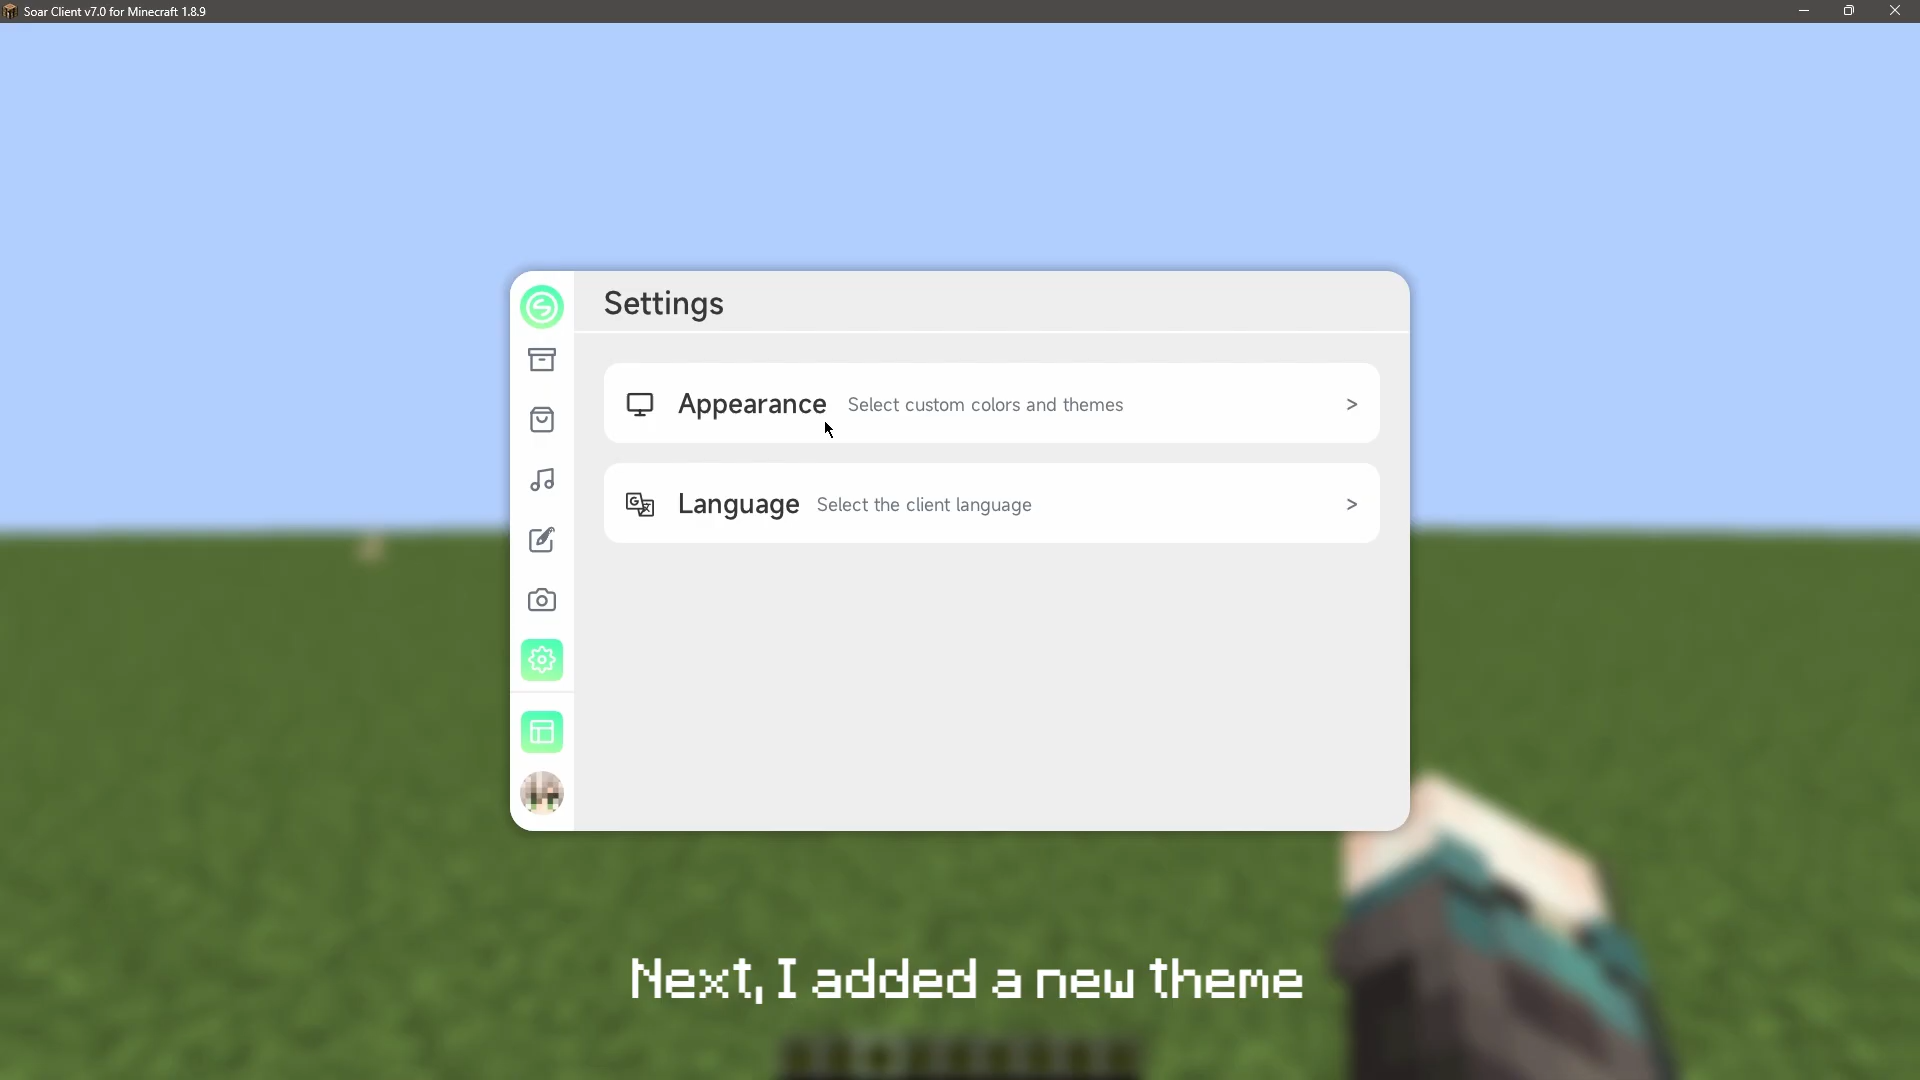 Soar Client v7.0 for Minecraft 1.8.9
Settings
Appearance Select custom colors and themes >
Language Select the client language >
Next, I added a new theme